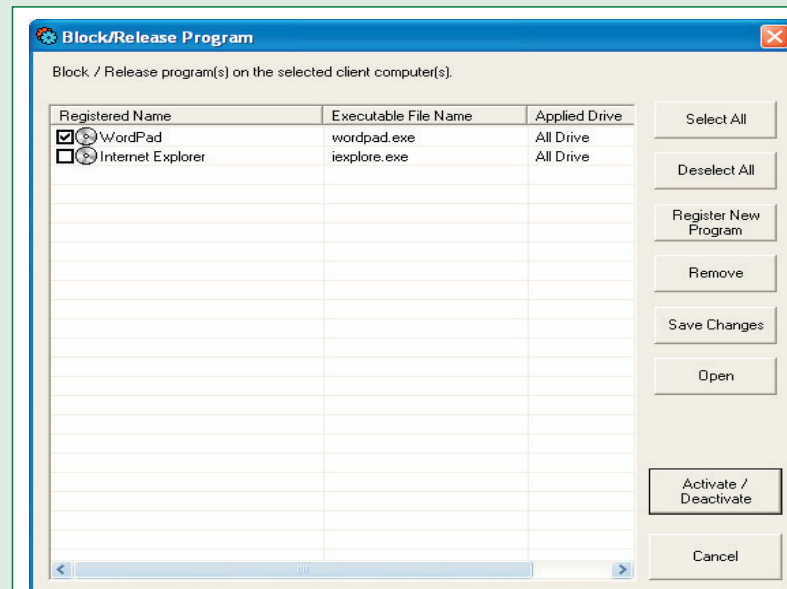 Block/Release Program
Block / Release program(s) on the selected client computer(s).
Registered Name Executable File Name Applied Drive
WordPad wordpad.exe All Drive
Internet Explorer iexplore.exe All Drive
Select All
Deselect All
Register New
Program
Remove
Save Changes
Open
Activate /
Deactivate
Cancel